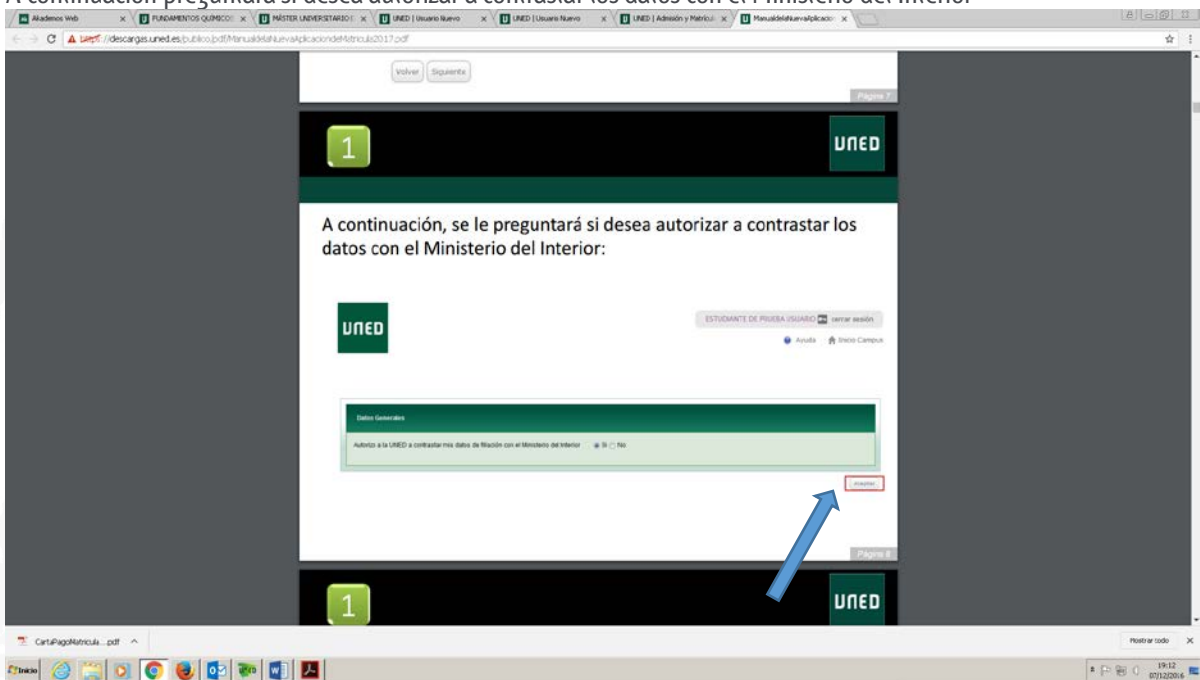 A continuación preguntará si desea autorizar a contrastar los datos con el Ministerio del Interior
Akademos Web
FUNDAMENTOS QUÍMICOS
MÁSTER UNIVERSITARIO E
UNED | Usuario Nuevo
UNED | Usuario Nuevo
UNED | Admisión y Matrícul
ManualdelaNuevaAplicacio
https://descargas.uned.es/publico/pdf/ManualdelaNuevaAplicaciondeMatricula2017.pdf
Volver Siguiente
Página 7
1
UNED
A continuación, se le preguntará si desea autorizar a contrastar los
datos con el Ministerio del Interior:
UNED
ESTUDIANTE DE PRUEBA USUARIO cerrar sesión
Ayuda Inicio Campus
Datos Generales
Autorizo a la UNED a contrastar mis datos de filiación con el Ministerio del Interior Si No
Aceptar
Página 8
1
UNED
CartaPagoMatricula....pdf
Mostrar todo
Inicio
19:12
07/12/2016